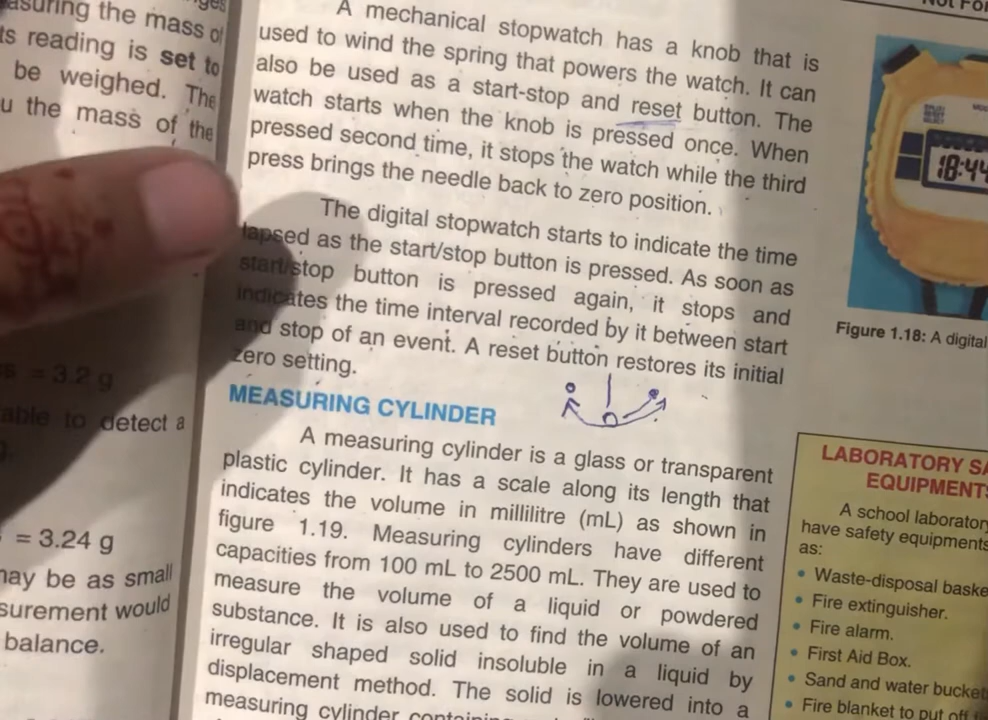 asuring the mass of
ts reading is set to
be weighed. The
u the mass of the
= 3.2 g
able to detect a
= 3.24 g
may be as small
surement would
balance.
A mechanical stopwatch has a knob that is
used to wind the spring that powers the watch. It can
also be used as a start-stop and reset button. The
watch starts when the knob is pressed once. When
pressed second time, it stops the watch while the third
press brings the needle back to zero position.
The digital stopwatch starts to indicate the time
lapsed as the start/stop button is pressed. As soon as
start/stop button is pressed again, it stops and
indicates the time interval recorded by it between start
and stop of an event. A reset button restores its initial
zero setting.
MEASURING CYLINDER
A measuring cylinder is a glass or transparent
plastic cylinder. It has a scale along its length that
indicates the volume in millilitre (mL) as shown in
figure 1.19. Measuring cylinders have different
capacities from 100 mL to 2500 mL. They are used to
measure the volume of a liquid or powdered
substance. It is also used to find the volume of an
irregular shaped solid insoluble in a liquid by
displacement method. The solid is lowered into a
measuring cylinder containing
Not For
18:44
Figure 1.18: A digital
LABORATORY SA
EQUIPMENTS
A school laboratory
have safety equipments
as:
• Waste-disposal baske
• Fire extinguisher.
• Fire alarm.
• First Aid Box.
• Sand and water bucket
• Fire blanket to put off